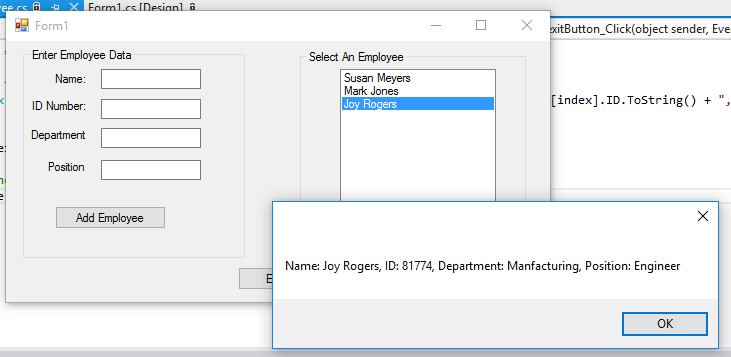 ee.cs
Form1.cs [Design]
Form1
exitButton_Click(object sender, Eve
Enter Employee Data
Name:
ID Number:
Department
Position
Add Employee
Select An Employee
Susan Meyers
Mark Jones
Joy Rogers
[index].ID.ToString() + ",
E
Name: Joy Rogers, ID: 81774, Department: Manfacturing, Position: Engineer
OK